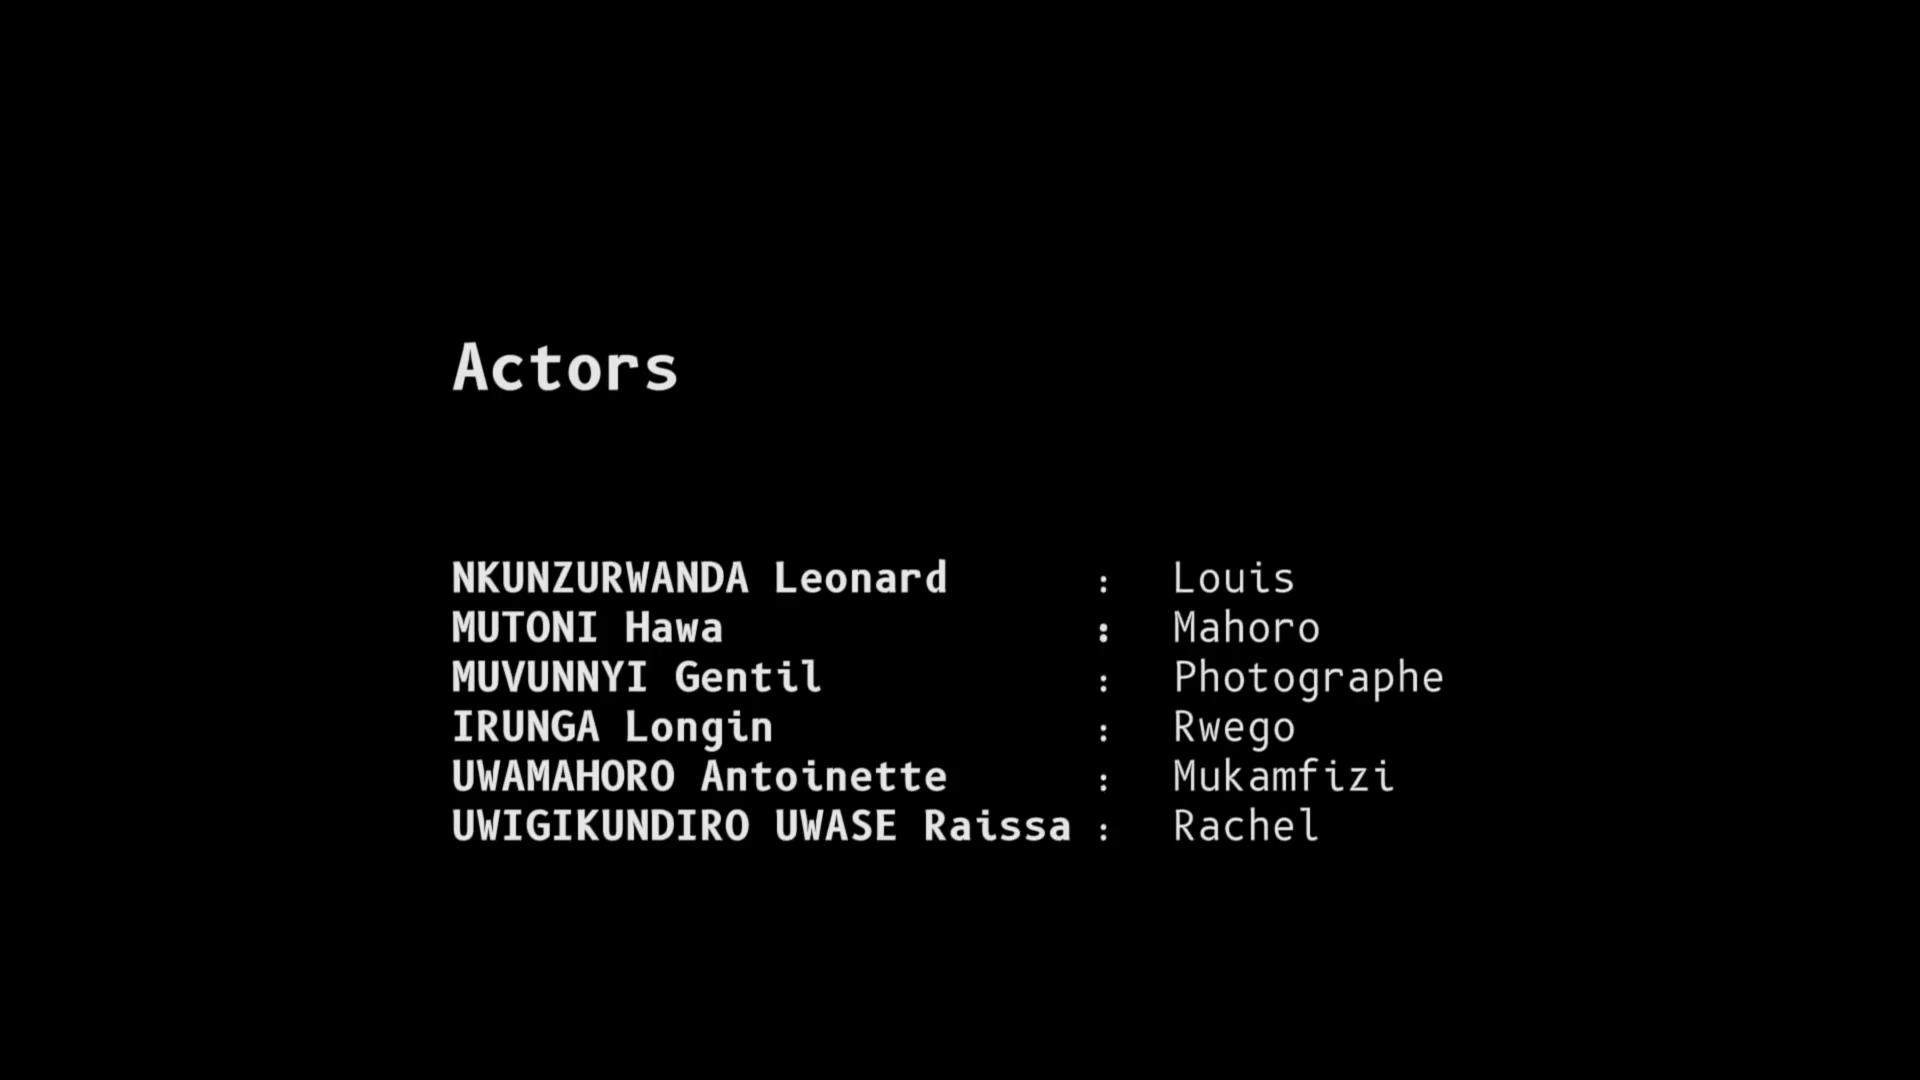 Actors
NKUNZURWANDA Leonard : Louis
MUTONI Hawa : Mahoro
MUVUNNYI Gentil : Photographe
IRUNGA Longin : Rwego
UWAMAHORO Antoinette : Mukamfizi
UWIGIKUNDIRO UWASE Raissa : Rachel